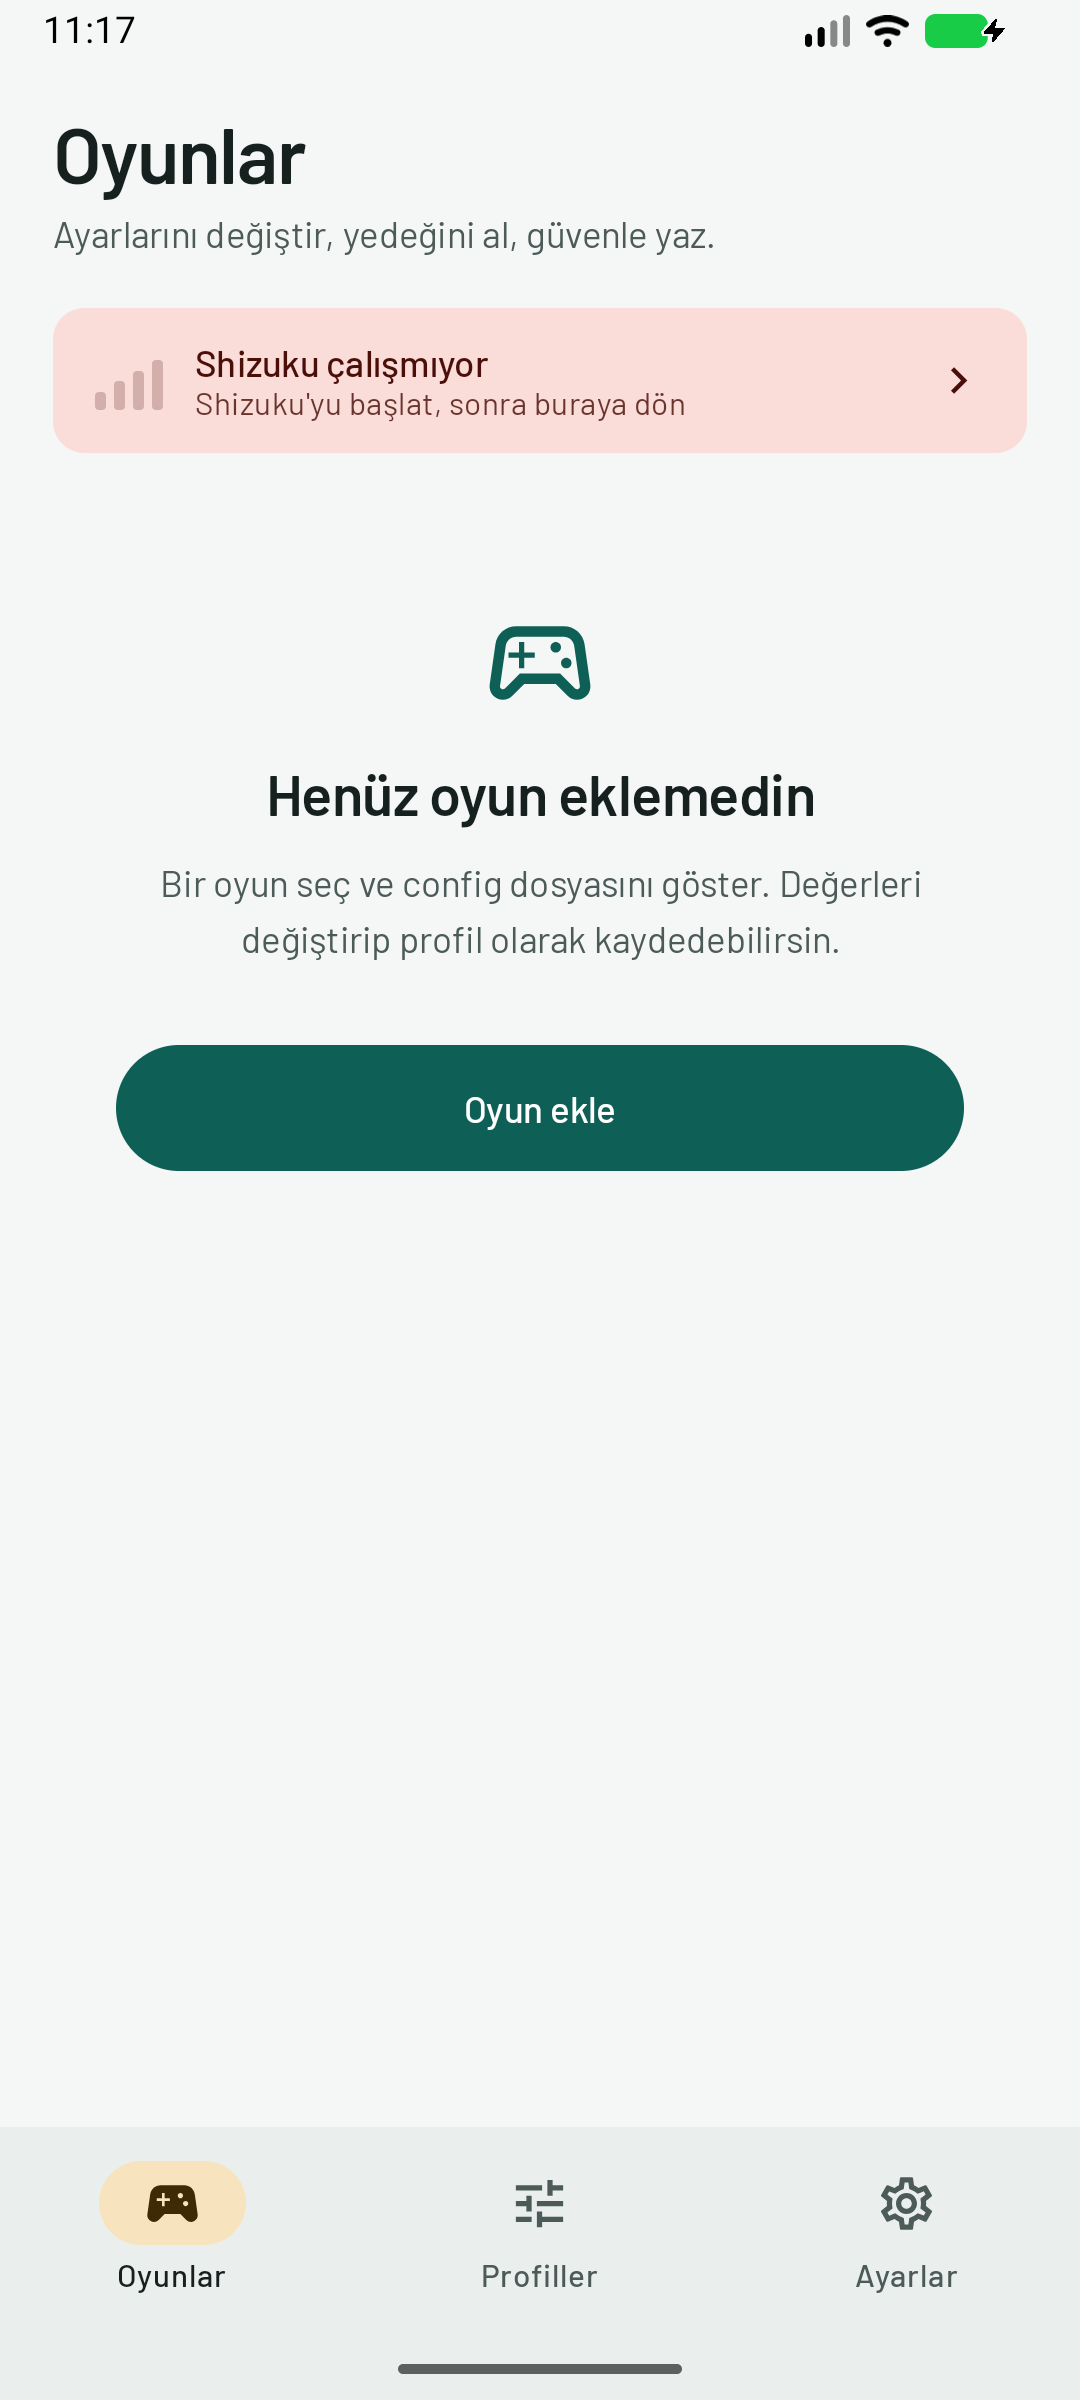 11:17
Oyunlar
Ayarlarını değiştir, yedeğini al, güvenle yaz.
Shizuku çalışmıyor
Shizuku'yu başlat, sonra buraya dön
Henüz oyun eklemedin
Bir oyun seç ve config dosyasını göster. Değerleri
değiştirip profil olarak kaydedebilirsin.
Oyun ekle
Oyunlar
Profiller
Ayarlar